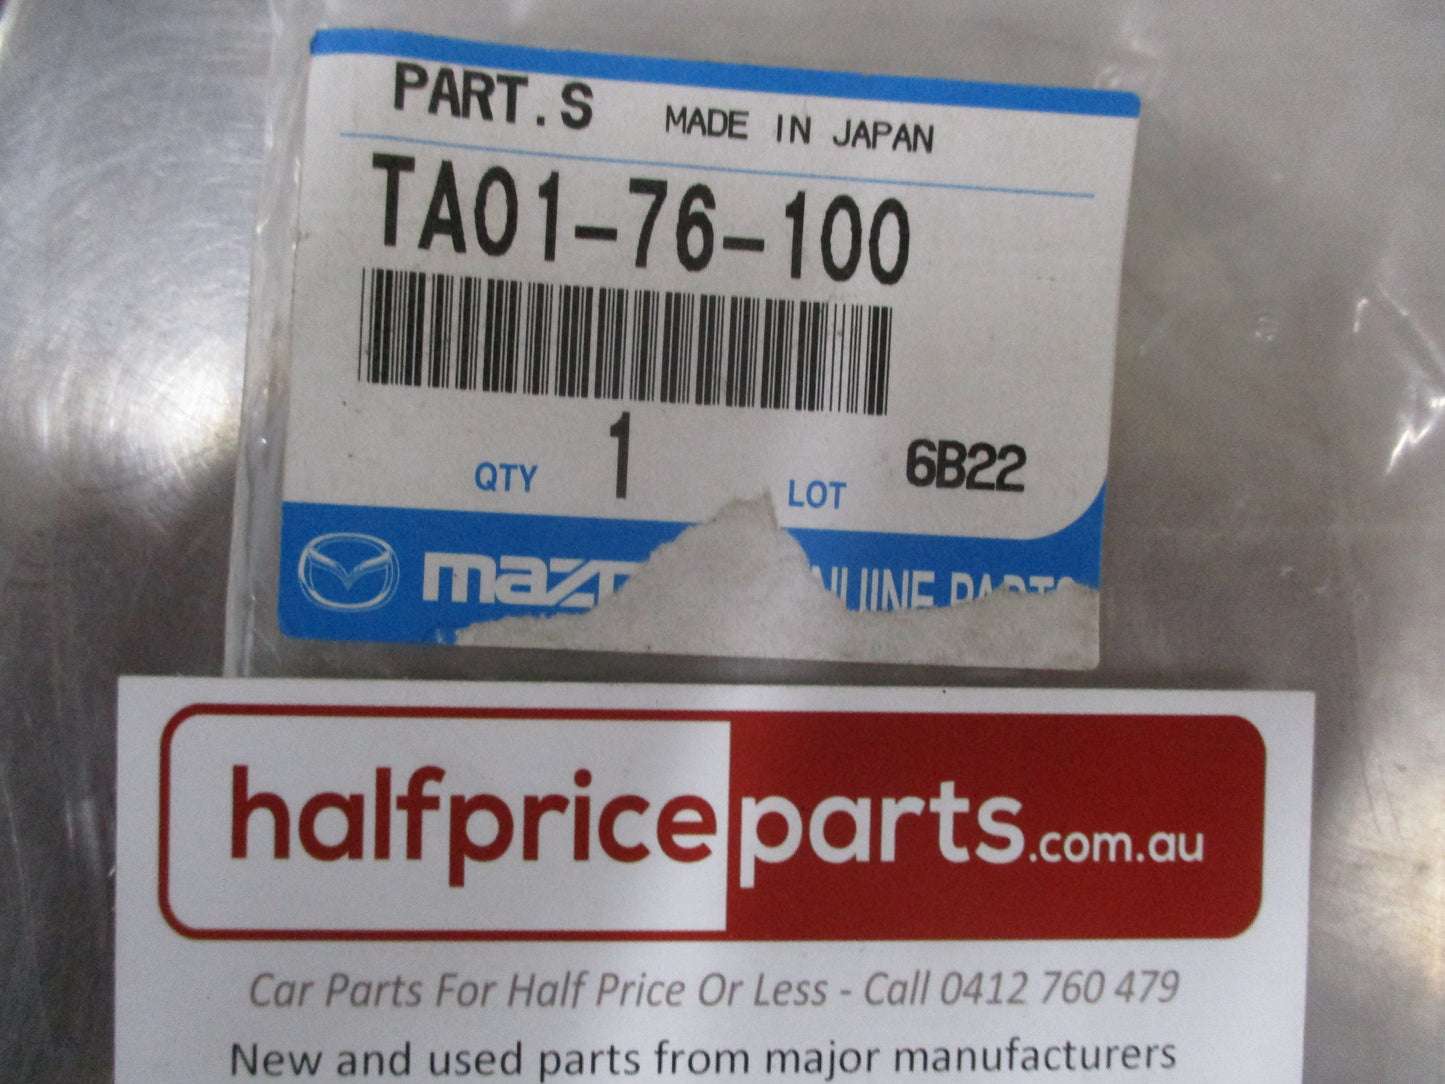 PART.S MADE IN JAPAN
TA01-76-100
QTY 1 LOT 6B22
PARTS
halfpriceparts.com.au
Car Parts For Half Price Or Less - Call 0412 760 479
New and used parts from major manufacturers